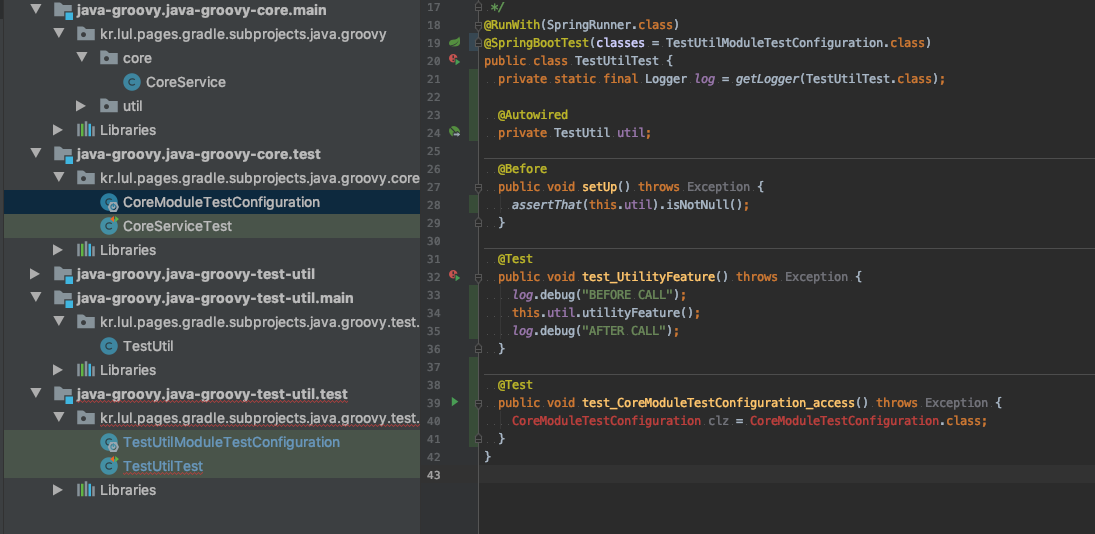 java-groovy.java-groovy-core.main
kr.lul.pages.gradle.subprojects.java.groovy
core
CoreService
util
Libraries
java-groovy.java-groovy-core.test
kr.lul.pages.gradle.subprojects.java.groovy.core
CoreModuleTestConfiguration
CoreServiceTest
Libraries
java-groovy.java-groovy-test-util
java-groovy.java-groovy-test-util.main
kr.lul.pages.gradle.subprojects.java.groovy.test.
TestUtil
Libraries
java-groovy.java-groovy-test-util.test
kr.lul.pages.gradle.subprojects.java.groovy.test.
TestUtilModuleTestConfiguration
TestUtilTest
Libraries
17 */
18 @RunWith(SpringRunner.class)
19 @SpringBootTest(classes = TestUtilModuleTestConfiguration.class)
20 public class TestUtilTest {
21 private static final Logger log = getLogger(TestUtilTest.class);
22
23 @Autowired
24 private TestUtil util;
25
26 @Before
27 public void setUp() throws Exception {
28 assertThat(this.util).isNotNull();
29 }
30
31 @Test
32 public void test_UtilityFeature() throws Exception {
33 log.debug("BEFORE CALL");
34 this.util.utilityFeature();
35 log.debug("AFTER CALL");
36 }
37
38 @Test
39 public void test_CoreModuleTestConfiguration_access() throws Exception {
40 CoreModuleTestConfiguration clz = CoreModuleTestConfiguration.class;
41 }
42 }
43